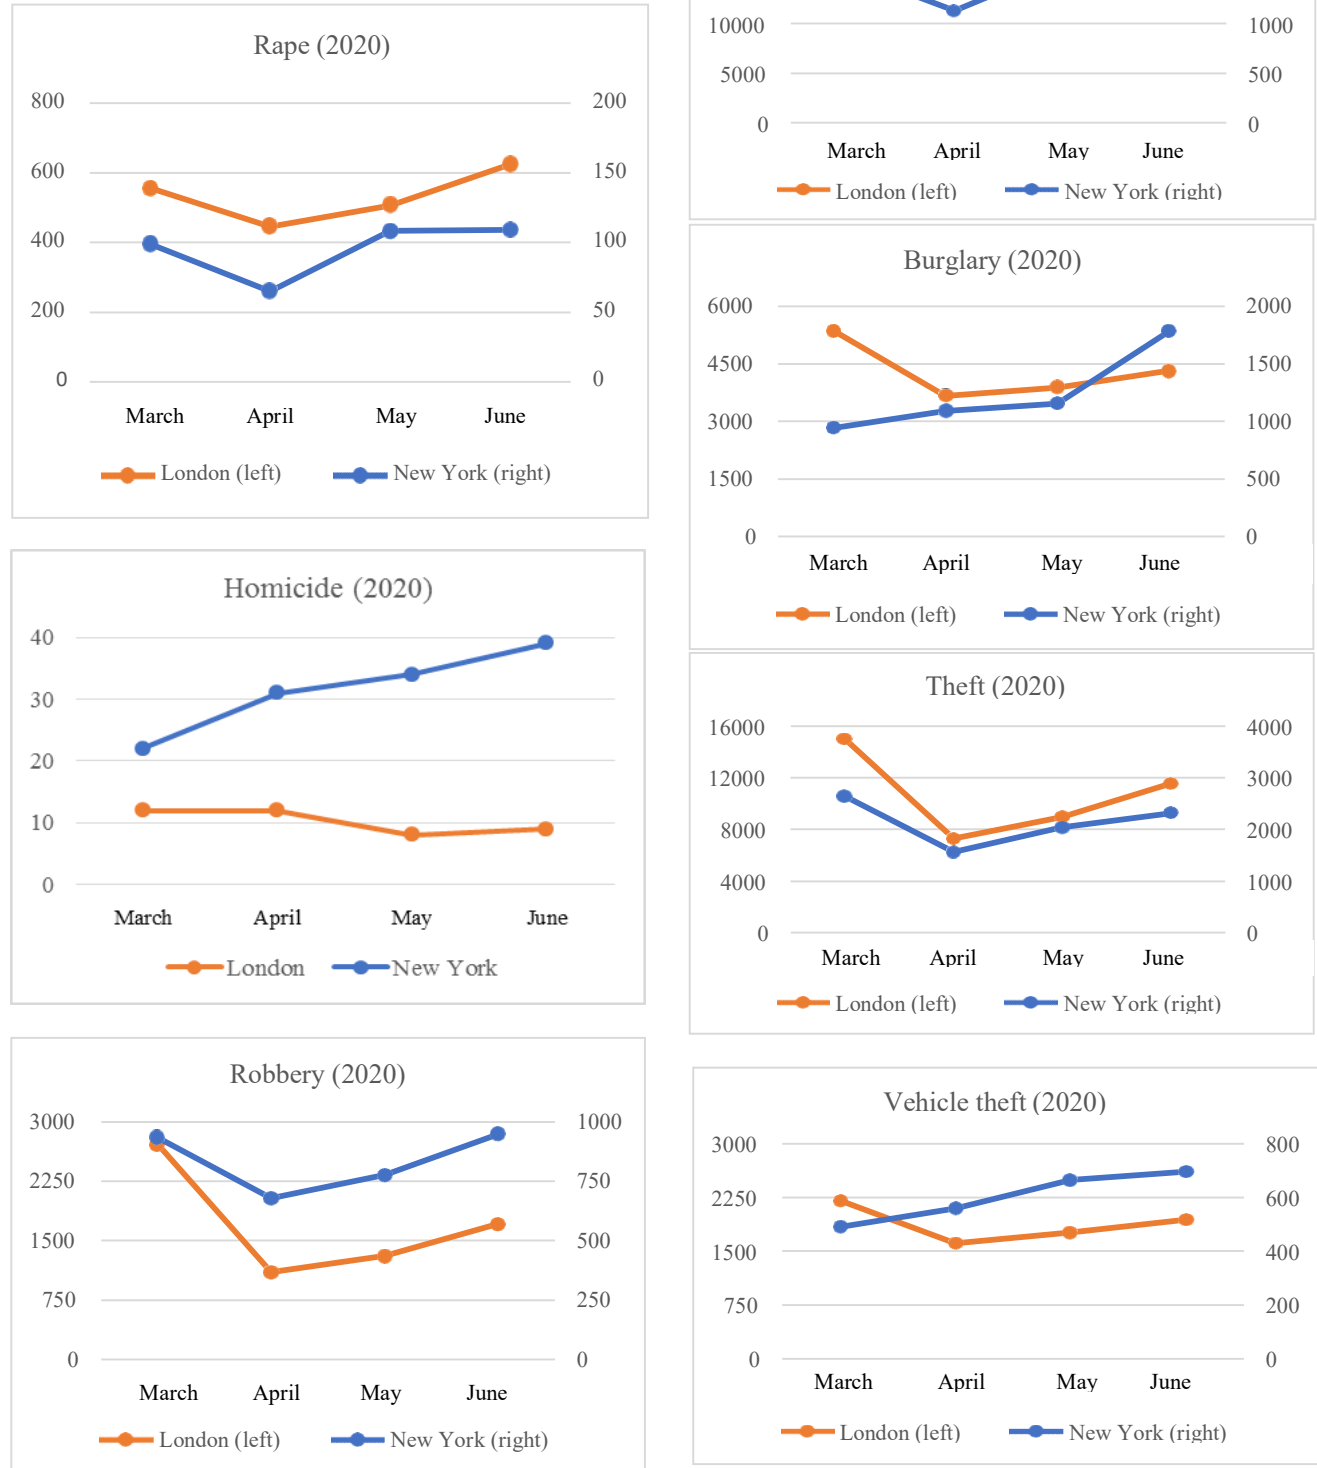 Rape (2020)
800 200
600 150
400 100
200 50
0 0
March April May June
London (left) New York (right)
Homicide (2020)
40
30
20
10
0
March April May June
London New York
Robbery (2020)
3000 1000
2250 750
1500 500
750 250
0 0
March April May June
London (left) New York (right)
10000 1000
5000 500
0 0
March April May June
London (left) New York (right)
Burglary (2020)
6000 2000
4500 1500
3000 1000
1500 500
0 0
March April May June
London (left) New York (right)
Theft (2020)
16000 4000
12000 3000
8000 2000
4000 1000
0 0
March April May June
London (left) New York (right)
Vehicle theft (2020)
3000 800
2250 600
1500 400
750 200
0 0
March April May June
London (left) New York (right)